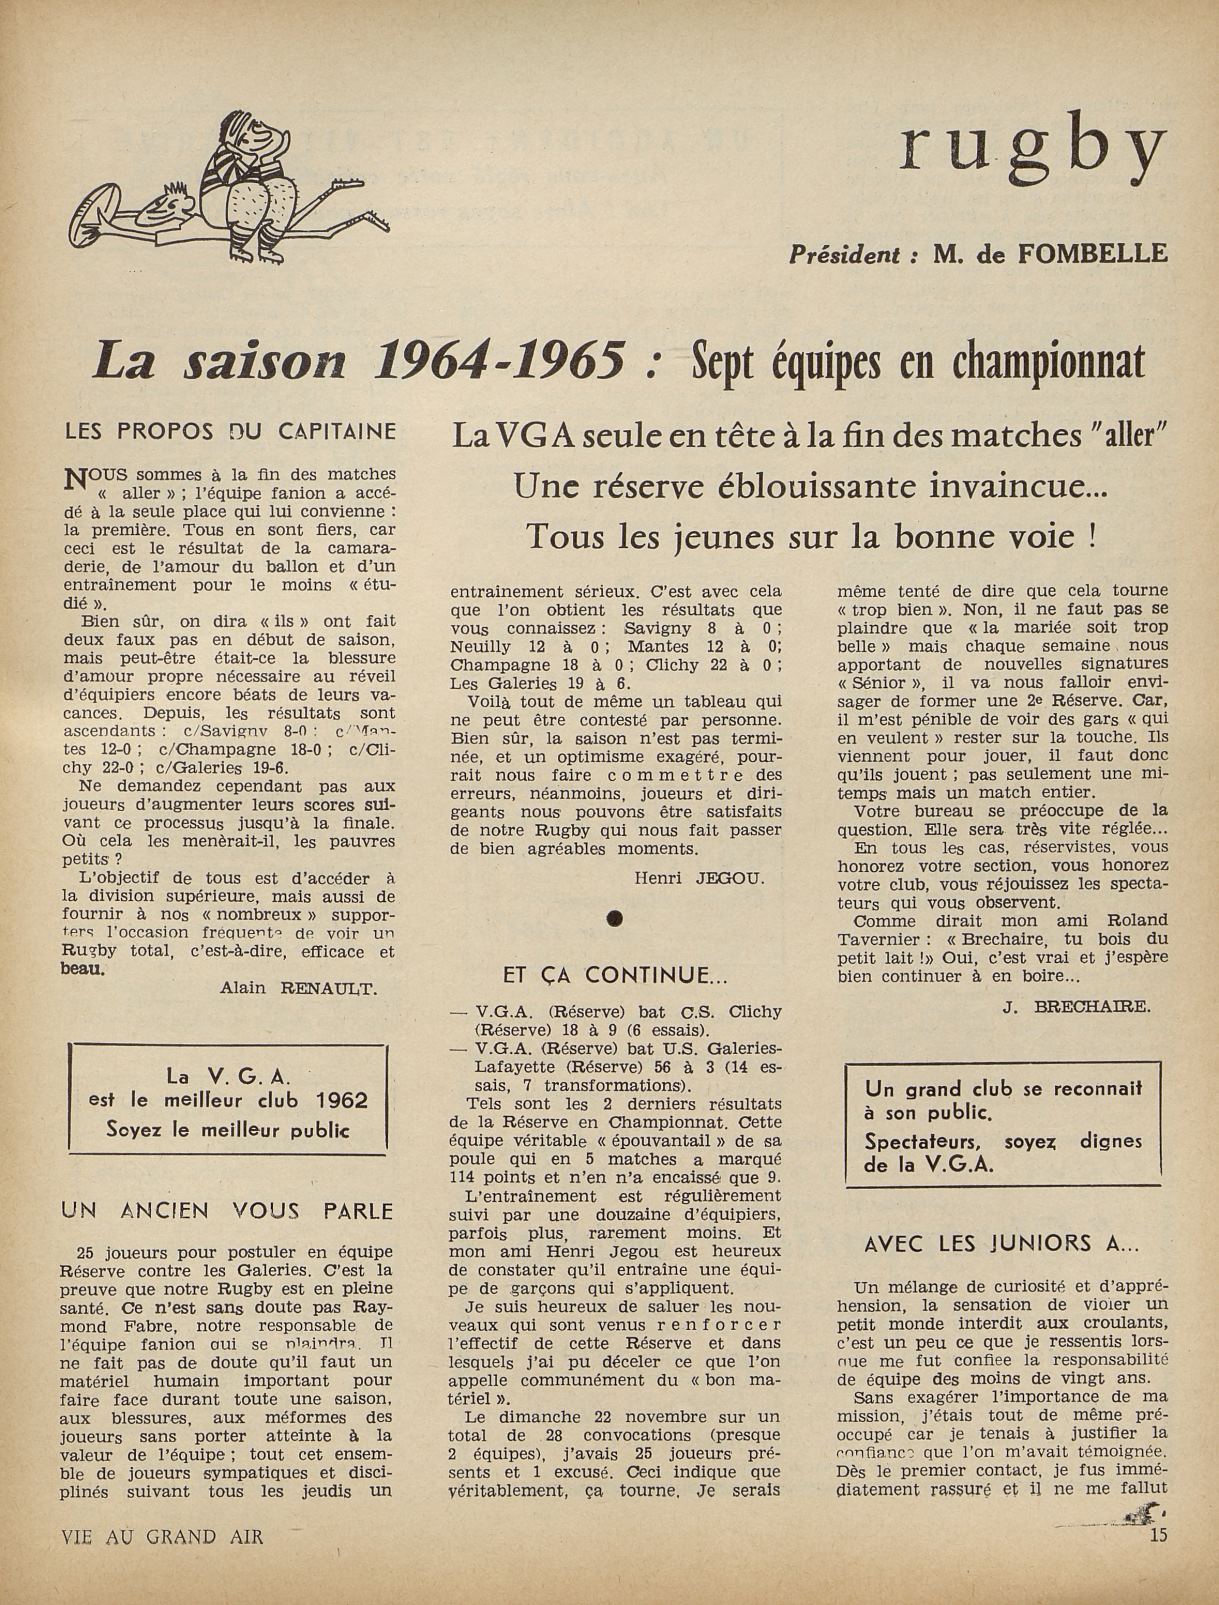 rugby
Président : M. de FOMBELLE
La saison 1964-1965 : Sept équipes en championnat
LES PROPOS DU CAPITAINE
NOUS sommes à la fin des matches
« aller » ; l'équipe fanion a accé-
dé à la seule place qui lui convienne :
la première. Tous en sont fiers, car
ceci est le résultat de la camara-
derie, de l'amour du ballon et d'un
entraînement pour le moins « étu-
dié ».
Bien sûr, on dira « ils » ont fait
deux faux pas en début de saison,
mais peut-être était-ce la blessure
d'amour propre nécessaire au réveil
d'équipiers encore béats de leurs va-
cances. Depuis, les résultats sont
ascendants : c/Savigny 8-0 : c/Man-
tes 12-0 ; c/Champagne 18-0 ; c/Cli-
chy 22-0 ; c/Galeries 19-6.
Ne demandez cependant pas aux
joueurs d'augmenter leurs scores sui-
vant ce processus jusqu'à la finale.
Où cela les menèrait-il, les pauvres
petits ?
L'objectif de tous est d'accéder à
la division supérieure, mais aussi de
fournir à nos « nombreux » suppor-
ters l'occasion fréquente de voir un
Rugby total, c'est-à-dire, efficace et
beau.
Alain RENAULT.
La V. G. A.
est le meilleur club 1962
Soyez le meilleur public
UN ANCIEN VOUS PARLE
25 joueurs pour postuler en équipe
Réserve contre les Galeries. C'est la
preuve que notre Rugby est en pleine
santé. Ce n'est sans doute pas Ray-
mond Fabre, notre responsable de
l'équipe fanion qui se plaindra. Il
ne fait pas de doute qu'il faut un
matériel humain important pour
faire face durant toute une saison,
aux blessures, aux méformes des
joueurs sans porter atteinte à la
valeur de l'équipe ; tout cet ensem-
ble de joueurs sympatiques et disci-
plinés suivant tous les jeudis un
La VGA seule en tête à la fin des matches "aller"
Une réserve éblouissante invaincue...
Tous les jeunes sur la bonne voie !
entraînement sérieux. C'est avec cela
que l'on obtient les résultats que
vous connaissez : Savigny 8 à 0 ;
Neuilly 12 à 0 ; Mantes 12 à 0;
Champagne 18 à 0 ; Clichy 22 à 0 ;
Les Galeries 19 à 6.
Voilà tout de même un tableau qui
ne peut être contesté par personne.
Bien sûr, la saison n'est pas termi-
née, et un optimisme exagéré, pour-
rait nous faire commettre des
erreurs, néanmoins, joueurs et diri-
geants nous pouvons être satisfaits
de notre Rugby qui nous fait passer
de bien agréables moments.
Henri JEGOU.
ET ÇA CONTINUE...
— V.G.A. (Réserve) bat C.S. Clichy
(Réserve) 18 à 9 (6 essais).
— V.G.A. (Réserve) bat U.S. Galeries-
Lafayette (Réserve) 56 à 3 (14 es-
sais, 7 transformations).
Tels sont les 2 derniers résultats
de la Réserve en Championnat. Cette
équipe véritable « épouvantail » de sa
poule qui en 5 matches a marqué
114 points et n'en n'a encaissé que 9.
L'entraînement est régulièrement
suivi par une douzaine d'équipiers,
parfois plus, rarement moins. Et
mon ami Henri Jegou est heureux
de constater qu'il entraîne une équi-
pe de garçons qui s'appliquent.
Je suis heureux de saluer les nou-
veaux qui sont venus renforcer
l'effectif de cette Réserve et dans
lesquels j'ai pu déceler ce que l'on
appelle communément du « bon ma-
tériel ».
Le dimanche 22 novembre sur un
total de 28 convocations (presque
2 équipes), j'avais 25 joueurs pré-
sents et 1 excusé. Ceci indique que
véritablement, ça tourne. Je serais
même tenté de dire que cela tourne
« trop bien ». Non, il ne faut pas se
plaindre que « la mariée soit trop
belle » mais chaque semaine nous
apportant de nouvelles signatures
« Sénior », il va nous falloir envi-
sager de former une 2e Réserve. Car,
il m'est pénible de voir des gars « qui
en veulent » rester sur la touche. Ils
viennent pour jouer, il faut donc
qu'ils jouent ; pas seulement une mi-
temps mais un match entier.
Votre bureau se préoccupe de la
question. Elle sera très vite réglée...
En tous les cas, réservistes, vous
honorez votre section, vous honorez
votre club, vous réjouissez les specta-
teurs qui vous observent.
Comme dirait mon ami Roland
Tavernier : « Brechaire, tu bois du
petit lait !» Oui, c'est vrai et j'espère
bien continuer à en boire...
J. BRECHAIRE.
Un grand club se reconnait
à son public.
Spectateurs, soyez dignes
de la V.G.A.
AVEC LES JUNIORS A...
Un mélange de curiosité et d'appré-
hension, la sensation de violer un
petit monde interdit aux croulants,
c'est un peu ce que je ressentis lors-
que me fut confiee la responsabilité
de équipe des moins de vingt ans.
Sans exagérer l'importance de ma
mission, j'étais tout de même pré-
occupé car je tenais à justifier la
confiance que l'on m'avait témoignée.
Dès le premier contact, je fus immé-
diatement rassuré et il ne me fallut
VIE AU GRAND AIR
15